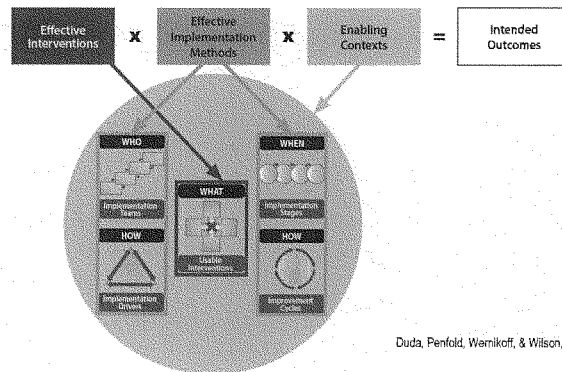 Effective
Interventions
x
Effective
Implementation
Methods
x
Enabling
Contexts
=
Intended
Outcomes
WHO
Implementation
Teams
HOW
Implementation
Drivers
WHAT
Usable
Interventions
WHEN
Implementation
Stages
HOW
Improvement
Cycles
Duda, Penfold, Wernikoff, & Wilson,